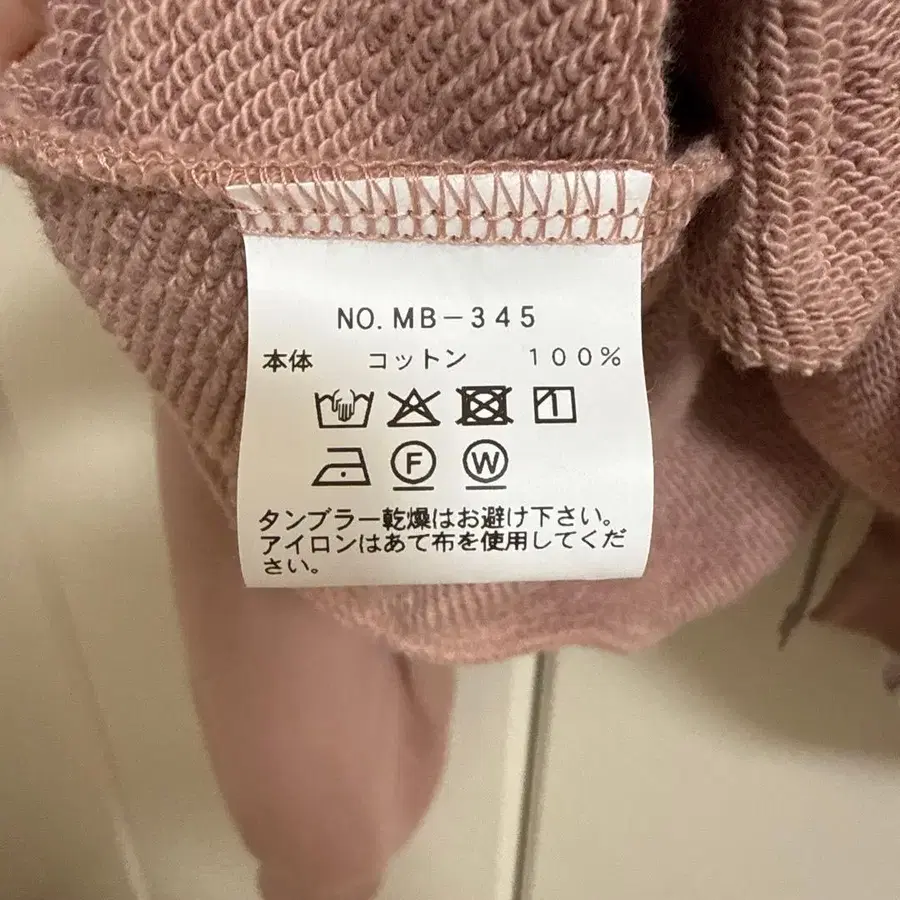 NO. MB-345
本体 コットン 100%
F W
タンブラー乾燥はお避け下さい。
アイロンはあて布を使用してくだ
さい。